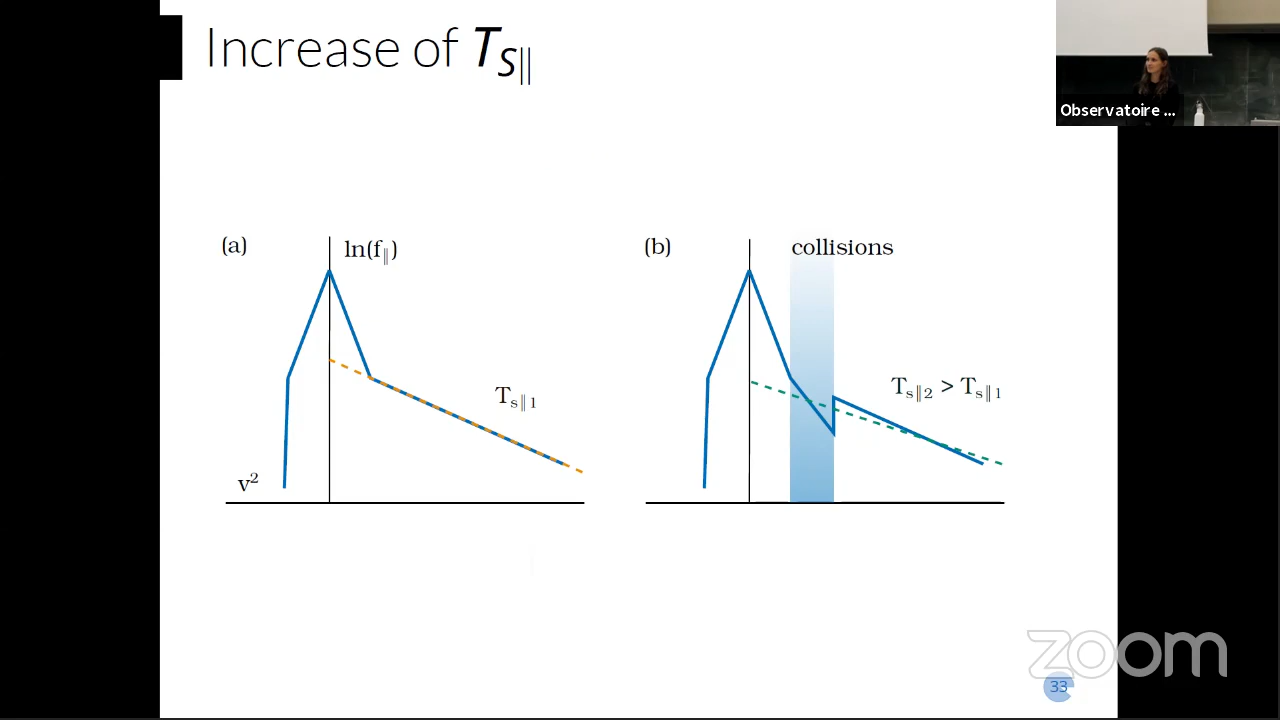 Increase of T_S∥
Observatoire ...
(a)
ln(f∥)
T_s∥1
v²
(b)
collisions
T_s∥2 > T_s∥1
zoom
33